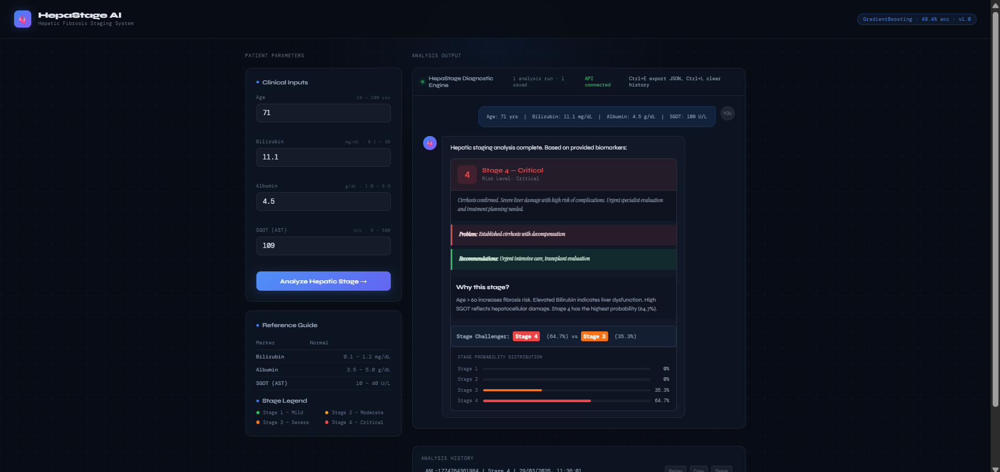 HepaStage AI
Hepatic Fibrosis Staging System
GradientBoosting · 49.4% acc · v1.0
PATIENT PARAMETERS
Clinical Inputs
Age 18 – 100 yrs
71
Bilirubin mg/dL · 0.1 – 20
11.1
Albumin g/dL · 1.0 – 5.5
4.5
SGOT (AST) U/L · 5 – 500
109
Analyze Hepatic Stage →
Reference Guide
Marker Normal
Bilirubin 0.1 – 1.2 mg/dL
Albumin 3.5 – 5.0 g/dL
SGOT (AST) 10 – 40 U/L
Stage Legend
Stage 1 – Mild Stage 2 – Moderate
Stage 3 – Severe Stage 4 – Critical
ANALYSIS OUTPUT
HepaStage Diagnostic
Engine
1 analysis run · 1
saved
API
connected
Ctrl+E export JSON, Ctrl+L clear
history
Age: 71 yrs | Bilirubin: 11.1 mg/dL | Albumin: 4.5 g/dL | SGOT: 109 U/L
YOU
Hepatic staging analysis complete. Based on provided biomarkers:
4
Stage 4 — Critical
Risk Level: Critical
Cirrhosis confirmed. Severe liver damage with high risk of complications. Urgent specialist evaluation
and treatment planning needed.
Problem: Established cirrhosis with decompensation
Recommendations: Urgent intensive care, transplant evaluation
Why this stage?
Age > 60 increases fibrosis risk. Elevated Bilirubin indicates liver dysfunction. High
SGOT reflects hepatocellular damage. Stage 4 has the highest probability (64.7%).
Stage Challenger: Stage 4 (64.7%) vs Stage 3 (35.3%)
STAGE PROBABILITY DISTRIBUTION
Stage 1 0%
Stage 2 0%
Stage 3 35.3%
Stage 4 64.7%
ANALYSIS HISTORY
ANL-1774764361984 | Stage 4 | 29/03/2026, 11:36:01
Replay Copy Delete